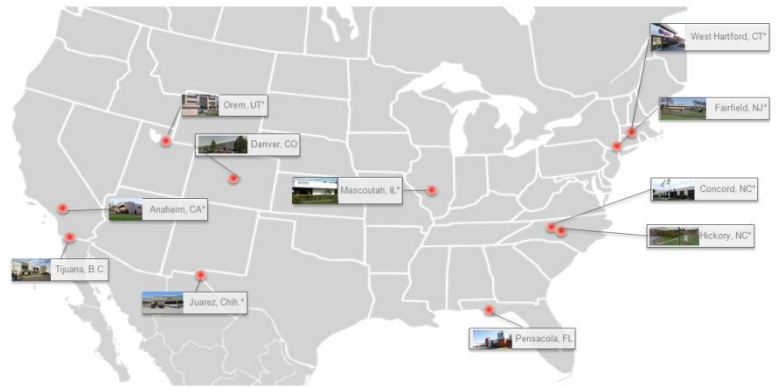 West Hartford, CT*
Orem, UT*
Fairfield, NJ*
Denver, CO
Mascoutah, IL*
Concord, NC*
Anaheim, CA*
Hickory, NC*
Tijuana, B.C.
Juarez, Chih.*
Pensacola, FL